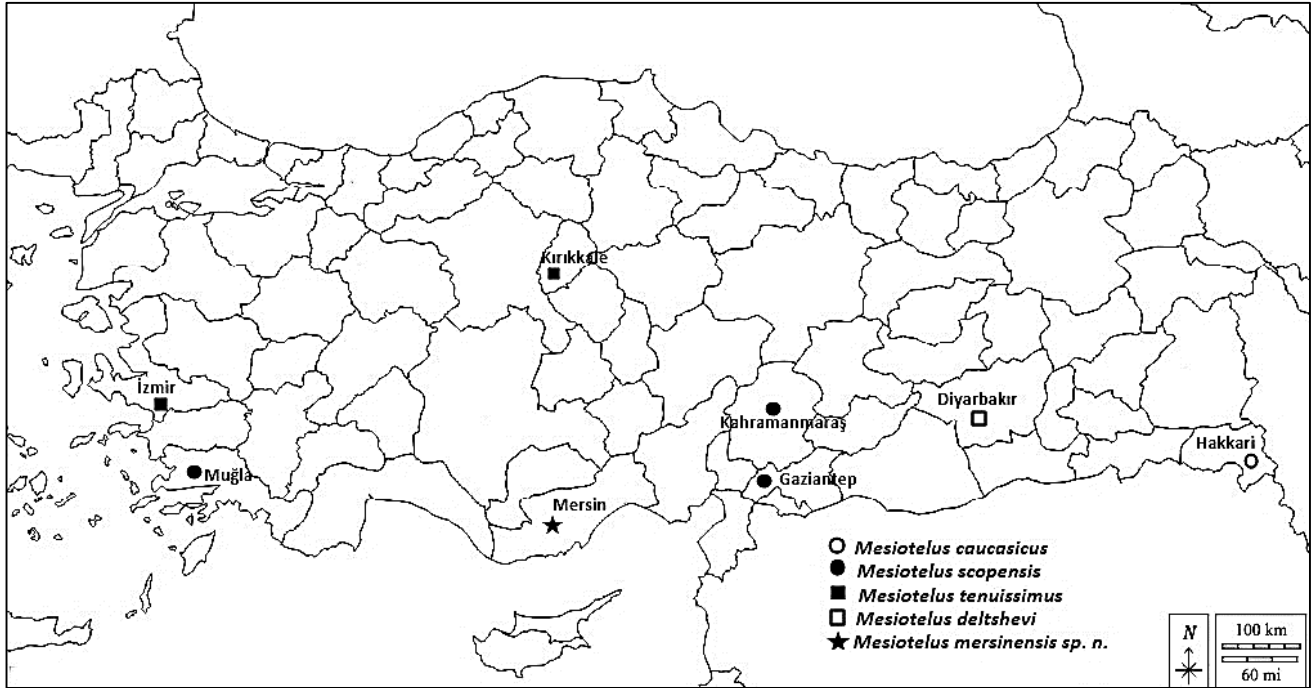 Kırıkkale
İzmir
Diyarbakır
Kahramanmaraş
Hakkari
Muğla
Gaziantep
Mersin
Mesiotelus caucasicus
Mesiotelus scopensis
Mesiotelus tenuissimus
Mesiotelus deltshevi
Mesiotelus mersinensis sp. n.
N
100 km
60 mi